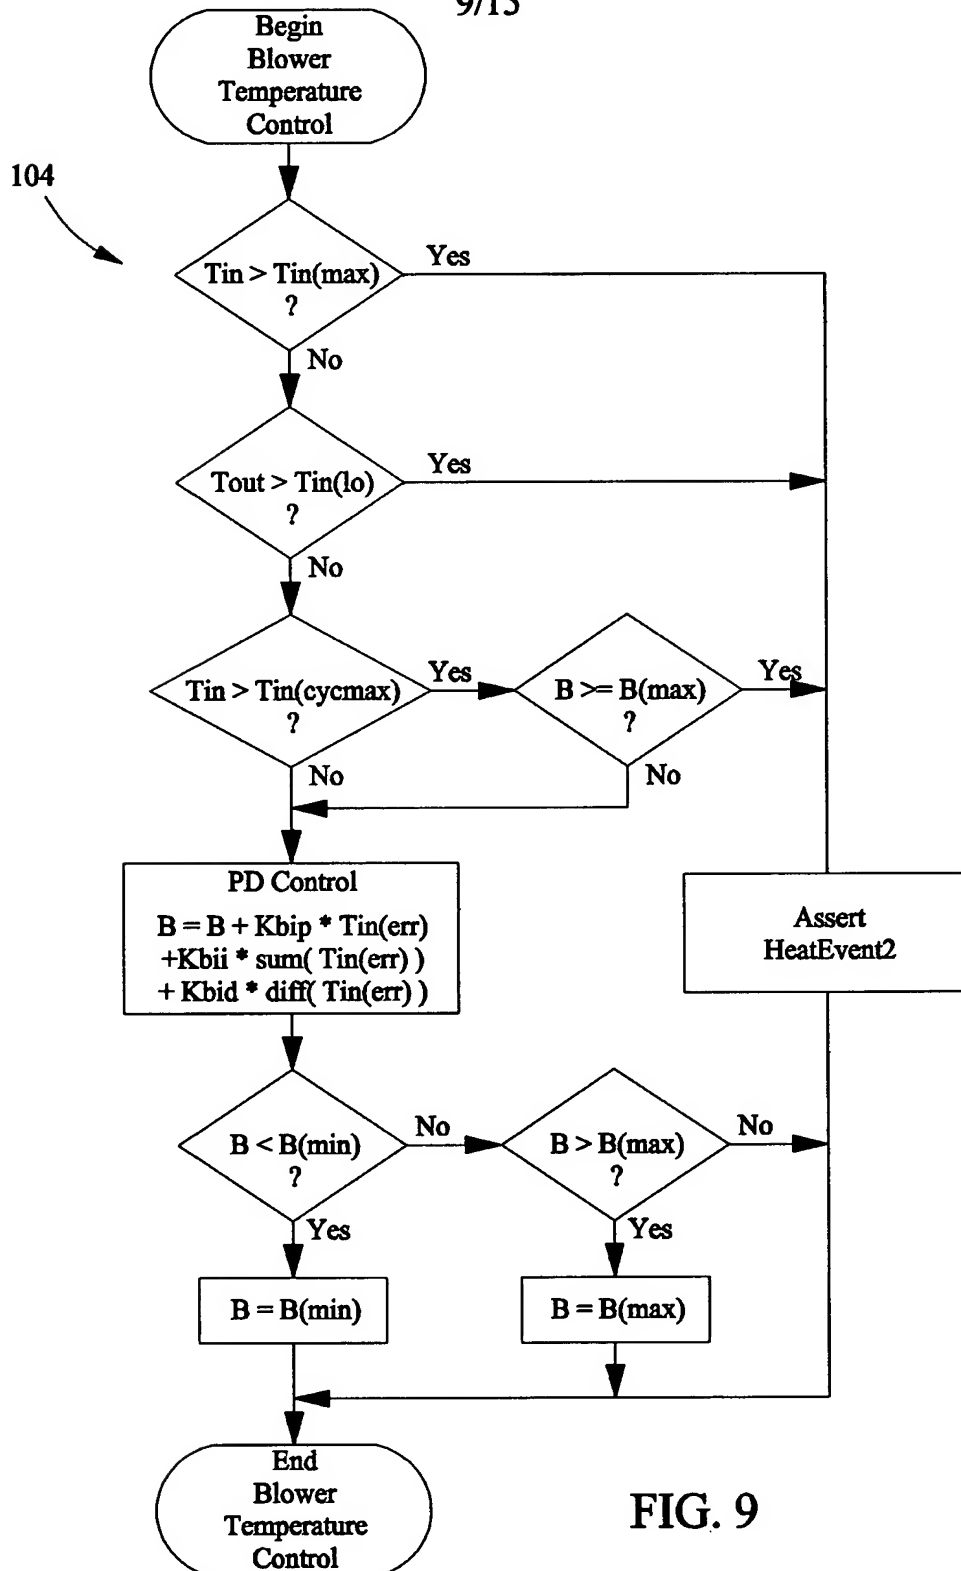 9/15
Begin
Blower
Temperature
Control
104
Tin > Tin(max)
?
Yes
No
Tout > Tin(lo)
?
Yes
No
Tin > Tin(cycmax)
?
Yes
B >= B(max)
?
Yes
No
No
PD Control
B = B + Kbip * Tin(err)
+Kbii * sum( Tin(err) )
+ Kbid * diff( Tin(err) )
Assert
HeatEvent2
B < B(min)
?
No
B > B(max)
?
No
Yes
Yes
B = B(min)
B = B(max)
End
Blower
Temperature
Control
FIG. 9